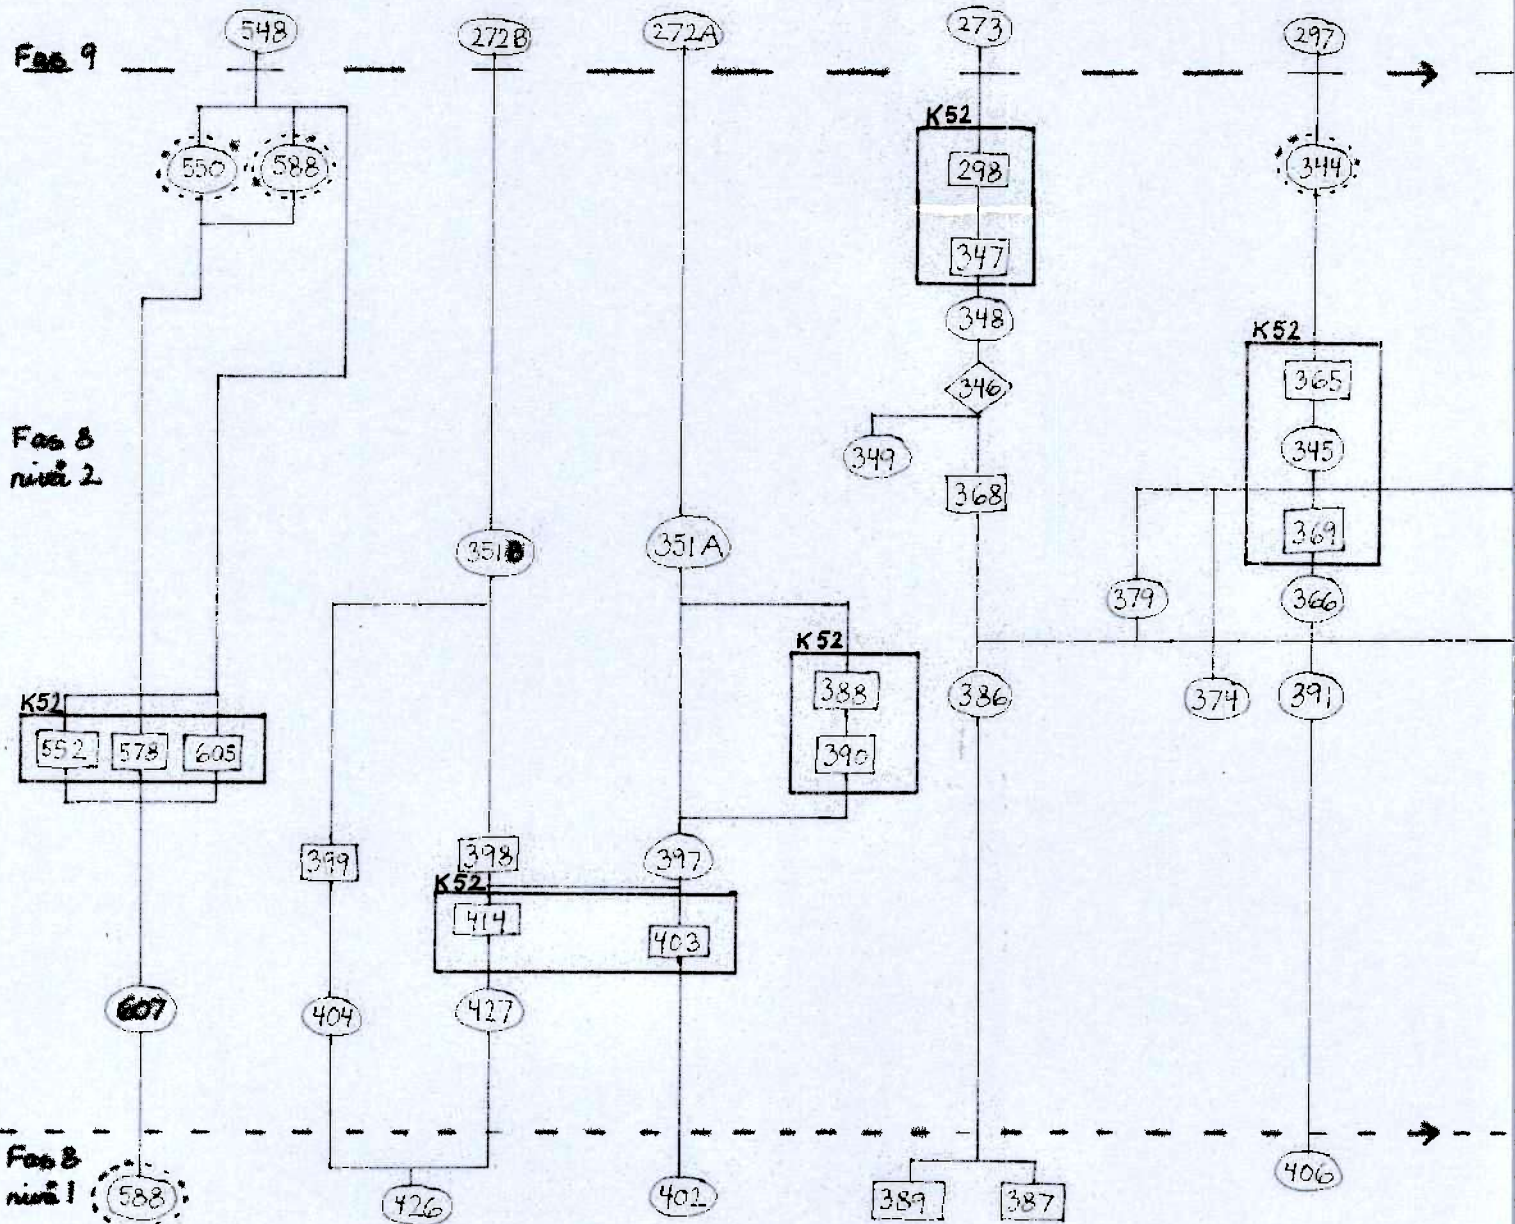 548 272B 272A 273 297
Fas 9
K52
550 588 298 344
347
348
K52
346 365
Fas 8
nivå 2
349 345
368
351B 351A 369
379 366
K52
388 386 374 391
K52
552 578 605 390
399 398 397
K52
414
403
607 404 427
Fas 8
nivå 1
588 426 402 389 387 406